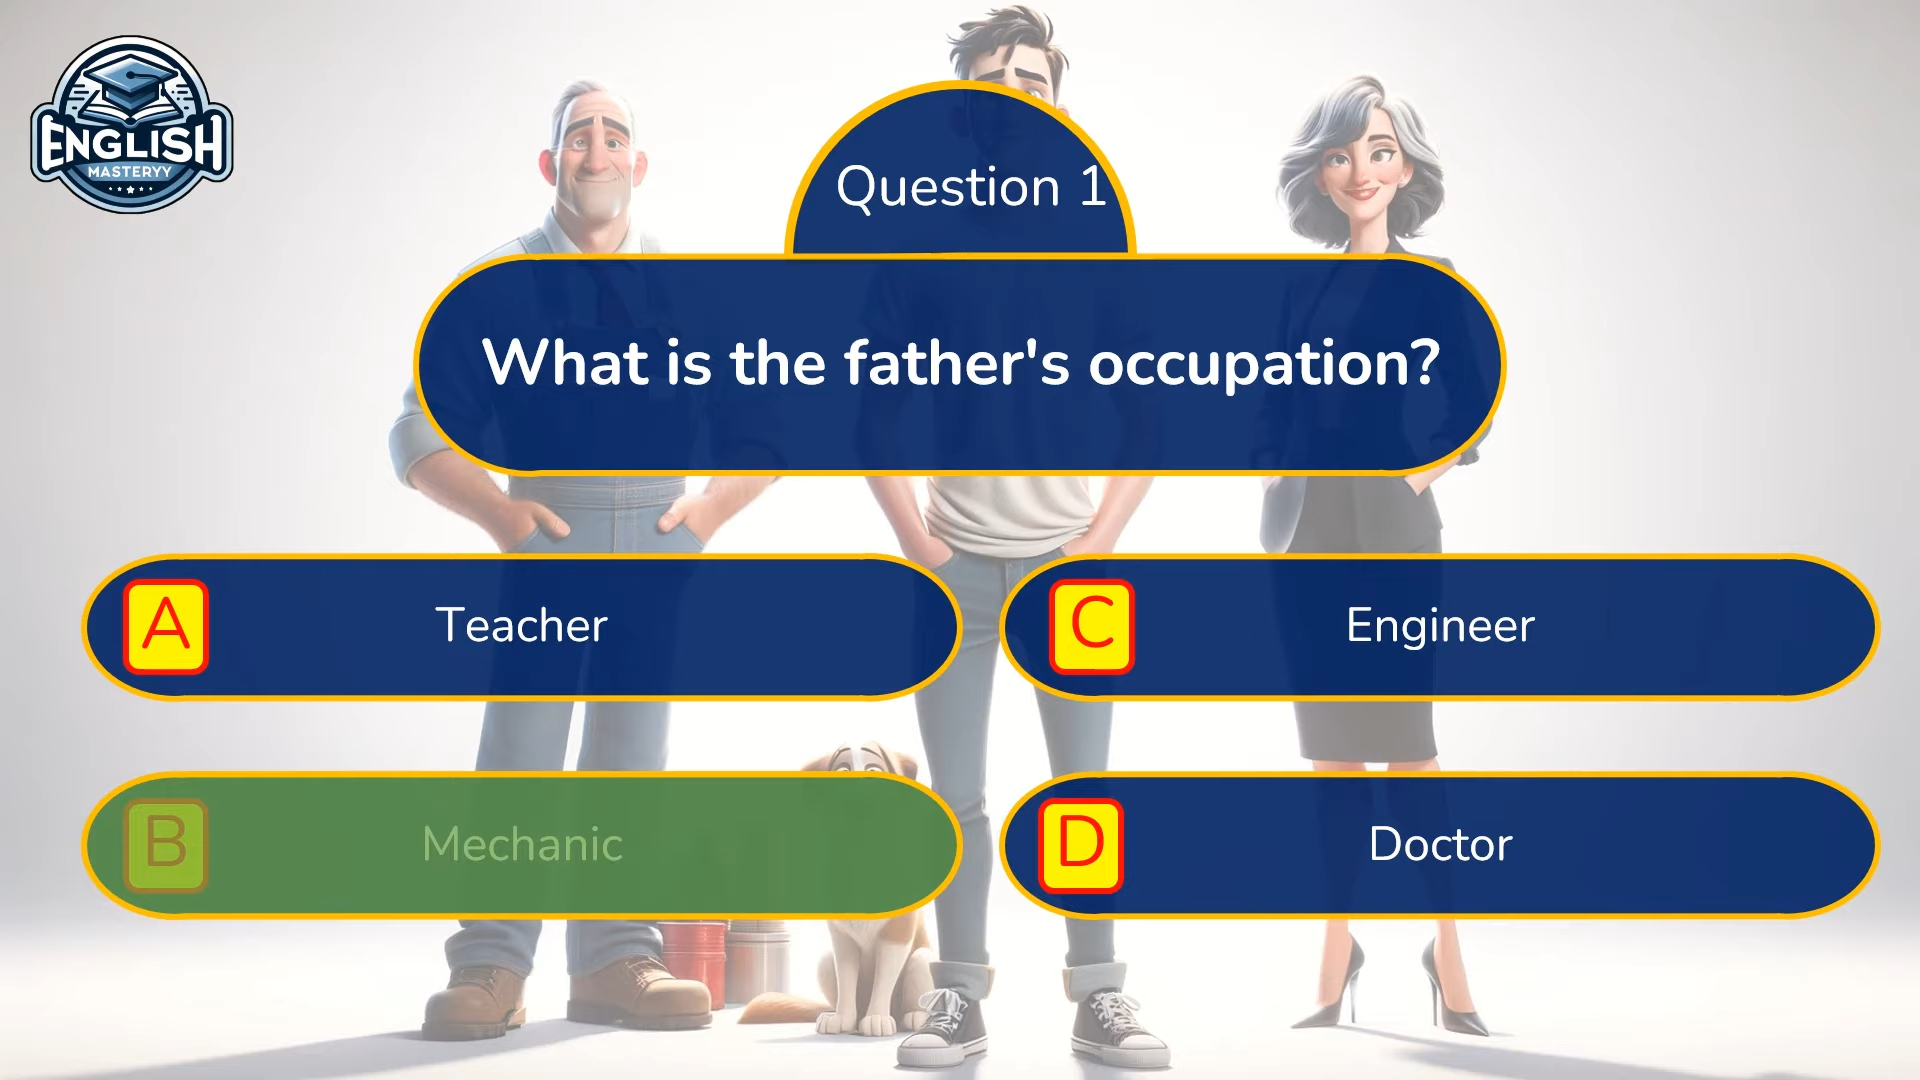 ENGLISH
MASTERYY
Question 1
What is the father's occupation?
A Teacher
C Engineer
B Mechanic
D Doctor